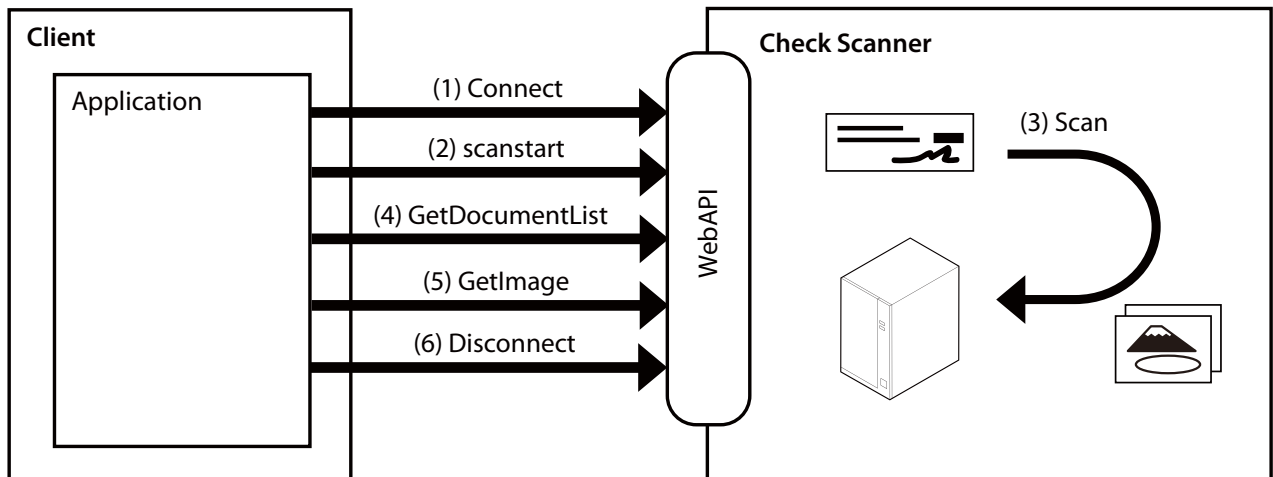 Client
Application
(1) Connect
(2) scanstart
(4) GetDocumentList
(5) GetImage
(6) Disconnect
WebAPI
Check Scanner
(3) Scan